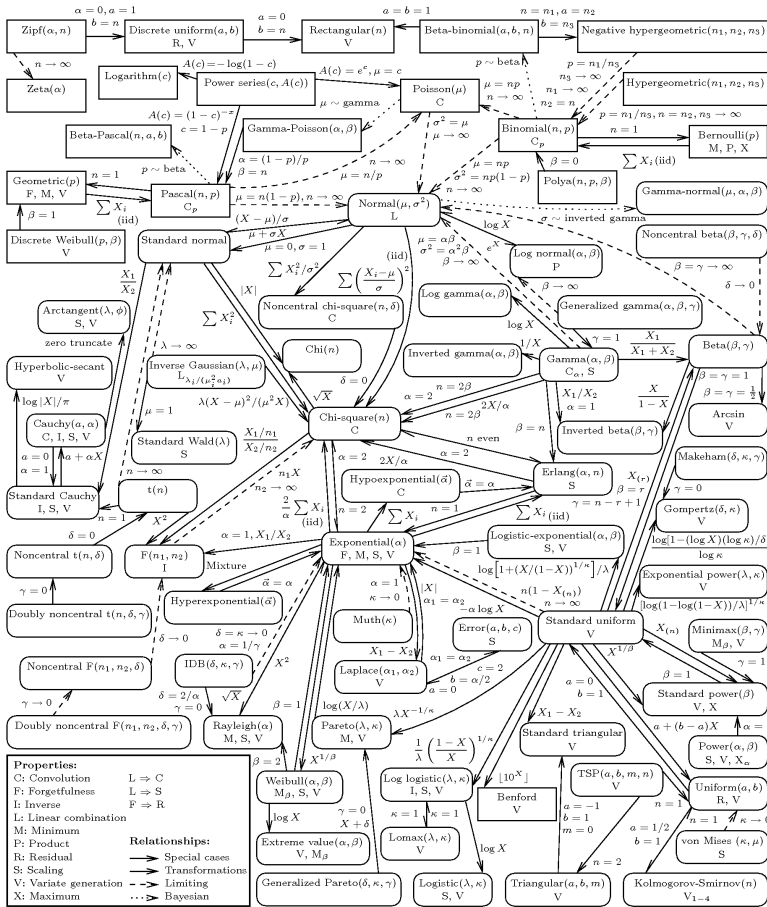 α = 0, a = 1
b = n
a = 0
b = n
a = b = 1
n = n1, a = n2
b = n3
Zipf(α, n)
Discrete uniform(a, b)
R, V
Rectangular(n)
V
Beta-binomial(a, b, n)
V
Negative hypergeometric(n1, n2, n3)
n → ∞
Zeta(α)
A(c)=−log(1 − c)
Logarithm(c)
Power series(c, A(c))
A(c) = e^c, μ = c
Poisson(μ)
C
p ∼ beta
p = n1/n3
n3 → ∞
n1 → ∞
n2 = n
Hypergeometric(n1, n2, n3)
p = n1/n3, n = n2, n3 → ∞
μ = np
n → ∞
μ ∼ gamma
A(c) = (1 − c)^−x
c = 1 − p
Beta-Pascal(n, a, b)
Gamma-Poisson(α, β)
σ² = μ
μ → ∞
Binomial(n, p)
C_p
n = 1
∑ X_i (iid)
Bernoulli(p)
M, P, X
p ∼ beta
α = (1 − p)/p
β = n
n → ∞
μ = n/p
μ = np
σ² = np(1 − p)
n → ∞
β = 0
Polya(n, p, β)
Geometric(p)
F, M, V
n = 1
∑ X_i
(iid)
Pascal(n, p)
C_p
μ = n(1 − p), n → ∞
Normal(μ, σ²)
L
Gamma-normal(μ, α, β)
σ ∼ inverted gamma
β = 1
Discrete Weibull(p, β)
V
Standard normal
(X − μ)/σ
μ + σX
μ = 0, σ = 1
(iid)
μ = αβ
σ² = α²β
β → ∞
log X
e^X
Log normal(α, β)
P
Noncentral beta(β, γ, δ)
β = γ → ∞
δ → 0
∑ X_i²/σ²
∑ ((X_i−μ)/σ)²
β → ∞
X1/X2
|X|
∑ X_i²
Noncentral chi-square(n, δ)
C
Log gamma(α, β)
Generalized gamma(α, β, γ)
log X
γ = 1
Arctangent(λ, φ)
S, V
zero truncate
λ → ∞
Chi(n)
Inverted gamma(α, β)
1/X
Gamma(α, β)
C_α, S
X1/(X1 + X2)
Beta(β, γ)
Hyperbolic-secant
V
Inverse Gaussian(λ, μ)
L_λi/(μi² ai)
δ = 0
√X
n = 2β
α = 2
X1/X2
α = 1
X/(1 − X)
β = γ = 1
β = γ = ½
log |X|/π
λ(X − μ)²/(μ²X)
n = 2β
2X/α
Arcsin
V
Cauchy(a, α)
C, I, S, V
μ = 1
Standard Wald(λ)
S
X1/n1
X2/n2
Chi-square(n)
C
β = n
Inverted beta(β, γ)
a = 0
α = 1
a + αX
n even
α = 2
X(r)
β = r
γ = n − r + 1
Makeham(δ, κ, γ)
γ = 0
n → ∞
n1X
n2 → ∞
α = 2
2X/α
Hypoexponential(α⃗)
C
α⃗ = α
Erlang(α, n)
S
Gompertz(δ, κ)
V
Standard Cauchy
I, S, V
n = 1
t(n)
2/α ∑ X_i
(iid)
n = 2
n = 1
∑ X_i
∑ X_i (iid)
log[1−(log X)(log κ)/δ
log κ
X²
δ = 0
α = 1, X1/X2
Exponential(α)
F, M, S, V
β = 1
Logistic-exponential(α, β)
S, V
Noncentral t(n, δ)
F(n1, n2)
I
Mixture
log[1+(X/(1−X))^1/κ]/λ
Exponential power(λ, κ)
V
γ = 0
α⃗ = α
Hyperexponential(α⃗)
α = 1
κ → 0
|X|
α1 = α2
n(1 − X(n))
n → ∞
[log(1−log(1−X))/λ]^1/κ
Doubly noncentral t(n, δ, γ)
Muth(κ)
−α log X
Standard uniform
V
X(n)
Minimax(β, γ)
M_β, V
δ → 0
δ = κ → 0
α = 1/γ
Error(a, b, c)
S
X^1/β
γ = 1
Noncentral F(n1, n2, δ)
IDB(δ, κ, γ)
X²
X1 − X2
Laplace(α1, α2)
V
α1 = α2
c = 2
b = α/2
a = 0
a = 0
b = 1
β = 1
Standard power(β)
V, X
γ → 0
δ = 2/α
γ = 0
√X
β = 1
log(X/λ)
λX^−1/κ
X1 − X2
a + (b − a)X
α =
Doubly noncentral F(n1, n2, δ, γ)
Rayleigh(α)
M, S, V
Pareto(λ, κ)
M, V
Standard triangular
V
Power(α, β)
S, V, X_α
β = 2
X^1/β
1/λ ((1 − X)/X)^1/κ
Weibull(α, β)
M_β, S, V
Log logistic(λ, κ)
I, S, V
⌊10^X⌋
TSP(a, b, m, n)
V
Uniform(a, b)
R, V
n = 1
Benford
V
log X
γ = 0
X + δ
κ = 1
κ = 1
a = −1
b = 1
m = 0
a = 1/2
b = 1
n = 1
κ → 0
Extreme value(α, β)
V, M_β
Lomax(λ, κ)
V
log X
n = 2
von Mises (κ, μ)
S
Generalized Pareto(δ, κ, γ)
Logistic(λ, κ)
S, V
Triangular(a, b, m)
V
Kolmogorov-Smirnov(n)
V1−4
Properties:
C: Convolution L ⇒ C
F: Forgetfulness L ⇒ S
I: Inverse F ⇒ R
L: Linear combination
M: Minimum
P: Product Relationships:
R: Residual Special cases
S: Scaling Transformations
V: Variate generation Limiting
X: Maximum Bayesian